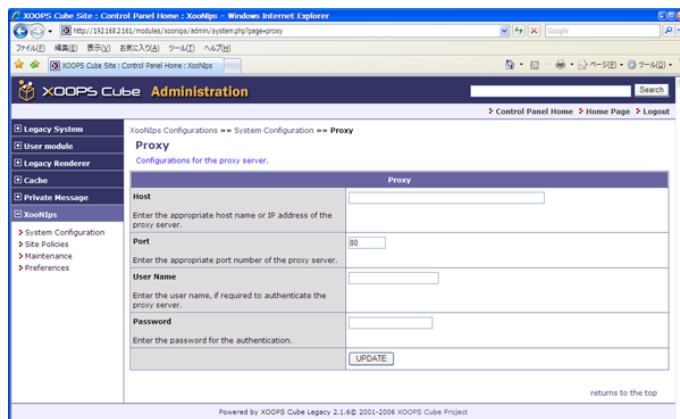 XOOPS Cube Site : Control Panel Home : XooNIps - Windows Internet Explorer
http://192.168.2.161/modules/xoonips/admin/system.php?page=proxy
Google
ファイル(F) 編集(E) 表示(V) お気に入り(A) ツール(T) ヘルプ(H)
XOOPS Cube Site : Control Panel Home : XooNIps
ページ(P) ツール(O)
XOOPS Cube Administration
Search
Control Panel Home Home Page Logout
Legacy System
User module
Legacy Renderer
Cache
Private Message
XooNIps
System Configuration
Site Policies
Maintenance
Preferences
XooNIps Configurations »» System Configuration »» Proxy
Proxy
Configurations for the proxy server.
Proxy
Host
Enter the appropriate host name or IP address of the
proxy server.
Port
80
Enter the appropriate port number of the proxy server.
User Name
Enter the user name, if required to authenticate the
proxy server.
Password
Enter the password for the authentication.
UPDATE
returns to the top
Powered by XOOPS Cube Legacy 2.1.6© 2001-2006 XOOPS Cube Project